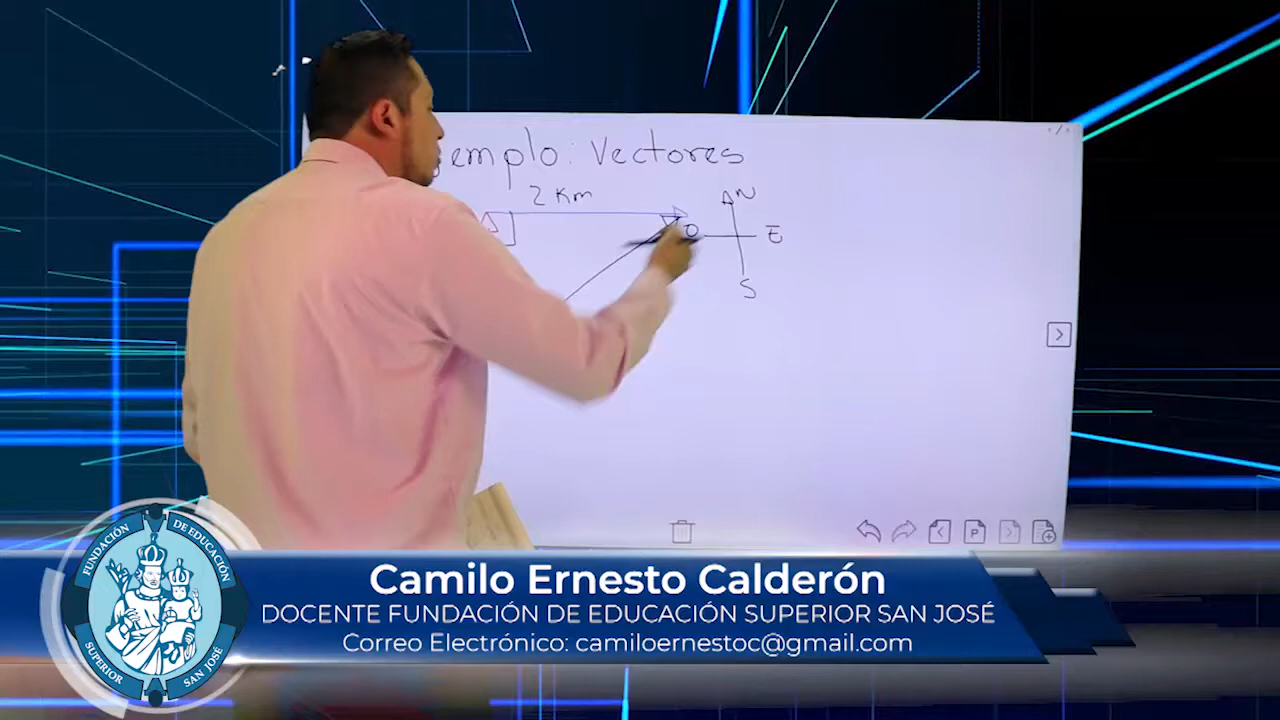 emplo: Vectores
2 Km
N
O
E
S
P
Camilo Ernesto Calderón
DOCENTE FUNDACIÓN DE EDUCACIÓN SUPERIOR SAN JOSÉ
Correo Electrónico: camiloernestoc@gmail.com
FUNDACIÓN
DE EDUCACIÓN
SUPERIOR
SAN JOSÉ